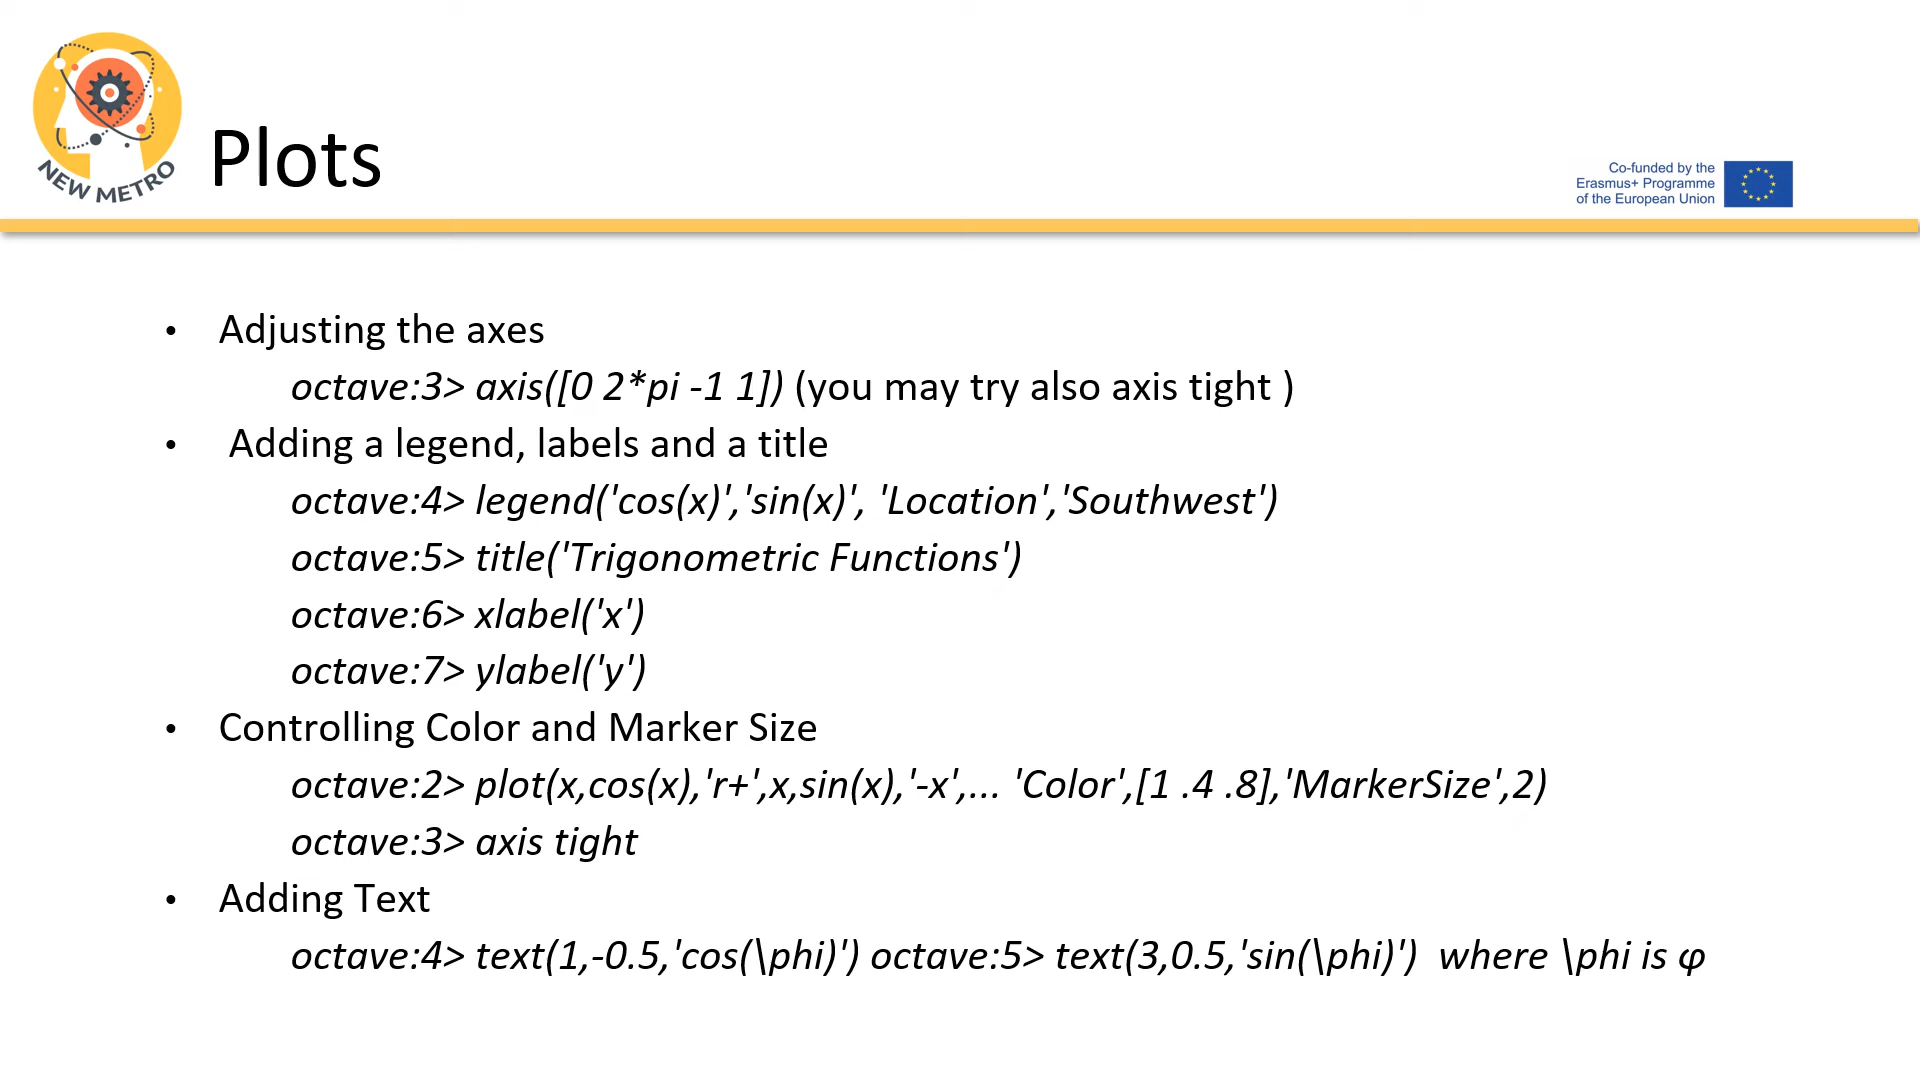 NEW METRO
Plots
Co-funded by the
Erasmus+ Programme
of the European Union
• Adjusting the axes
octave:3> axis([0 2*pi -1 1]) (you may try also axis tight )
• Adding a legend, labels and a title
octave:4> legend('cos(x)','sin(x)', 'Location','Southwest')
octave:5> title('Trigonometric Functions')
octave:6> xlabel('x')
octave:7> ylabel('y')
• Controlling Color and Marker Size
octave:2> plot(x,cos(x),'r+',x,sin(x),'-x',... 'Color',[1 .4 .8],'MarkerSize',2)
octave:3> axis tight
• Adding Text
octave:4> text(1,-0.5,'cos(\phi)') octave:5> text(3,0.5,'sin(\phi)')  where \phi is φ